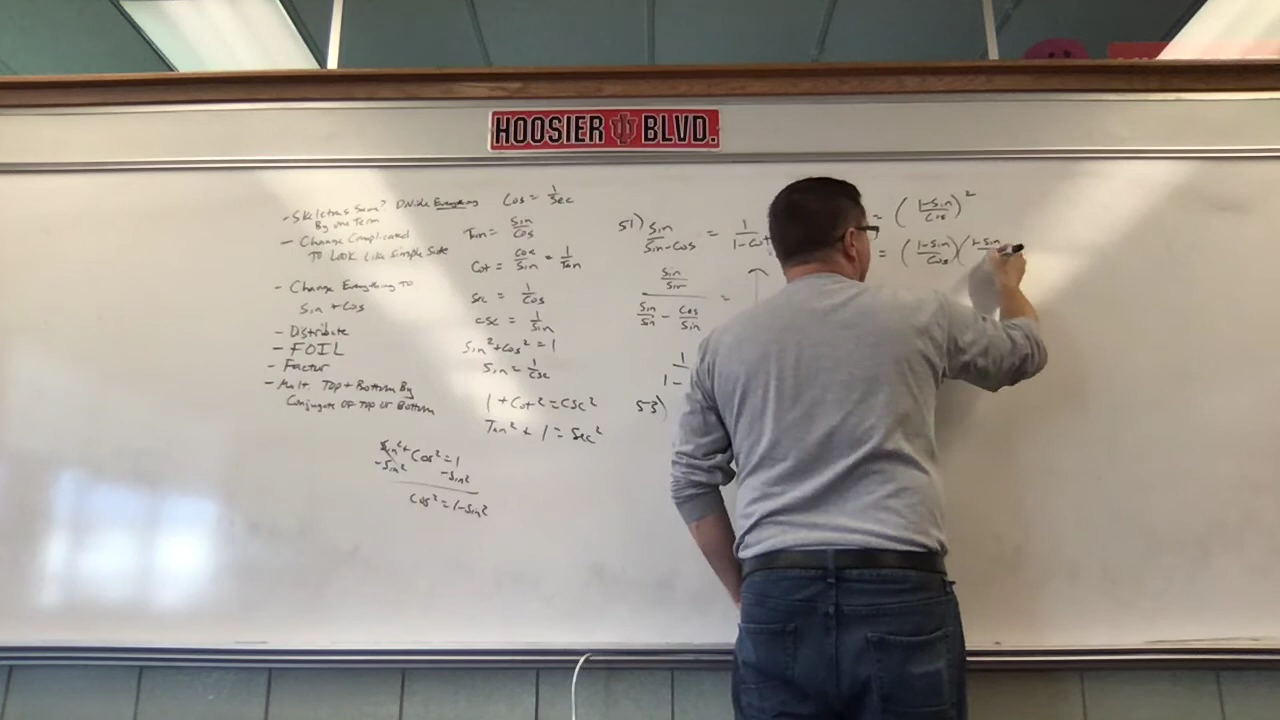 HOOSIER BLVD.
- Skeletons Same? Divide Everything
By one Term
- Change Complicated
To Look Like Simple Side
- Change Everything To
Sin + Cos
- Distribute
- FOIL
- Factor
- Mult. Top + Bottom By
Conjugate of Top or Bottom
Sin² + Cos² = 1
-Sin² -Sin²
Cos² = 1-Sin²
Cos = 1/Sec
Tan = Sin/Cos
Cot = Cos/Sin = 1/Tan
Sec = 1/Cos
Csc = 1/Sin
Sin² + Cos² = 1
Sin = 1/Csc
1 + Cot² = Csc²
Tan² + 1 = Sec²
51) Sin/Sin-Cos = 1/1-Cot
Sin/Sin / Sin/Sin - Cos/Sin = ↑
1/1-
53)
= (1-Sin/Cos)²
= (1-Sin/Cos)(1-Sin